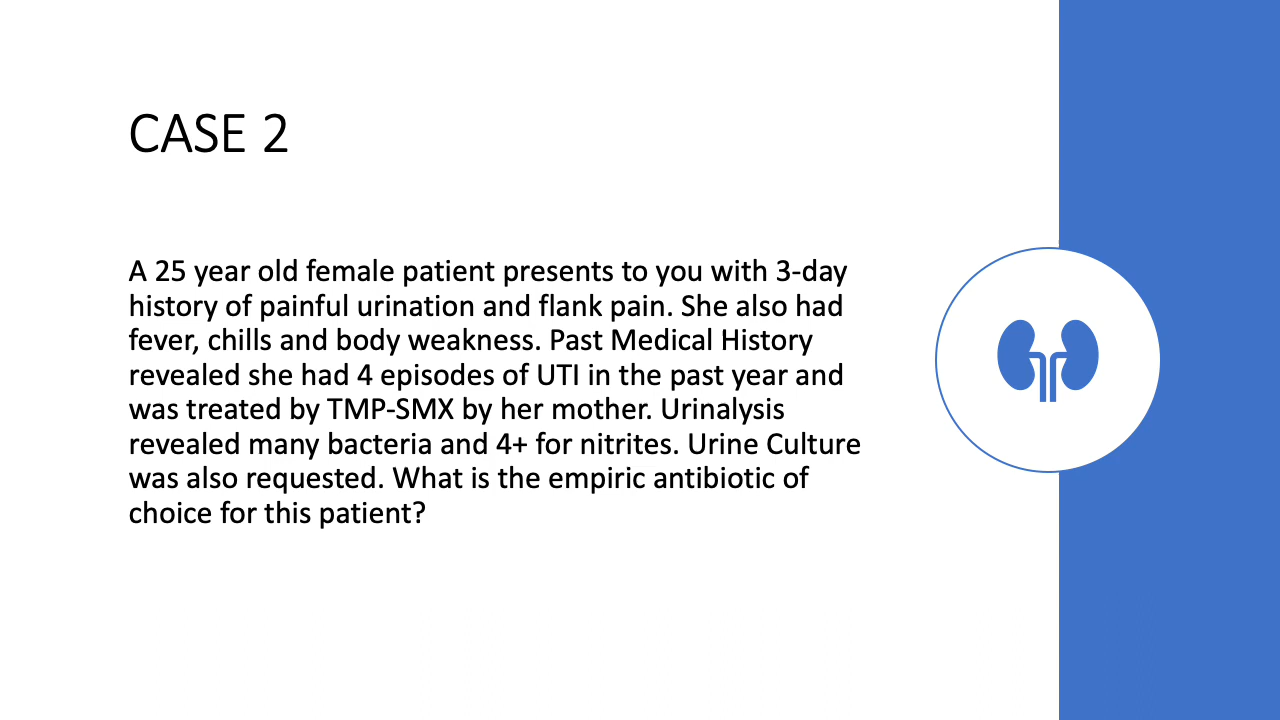 CASE 2
A 25 year old female patient presents to you with 3-day
history of painful urination and flank pain. She also had
fever, chills and body weakness. Past Medical History
revealed she had 4 episodes of UTI in the past year and
was treated by TMP-SMX by her mother. Urinalysis
revealed many bacteria and 4+ for nitrites. Urine Culture
was also requested. What is the empiric antibiotic of
choice for this patient?